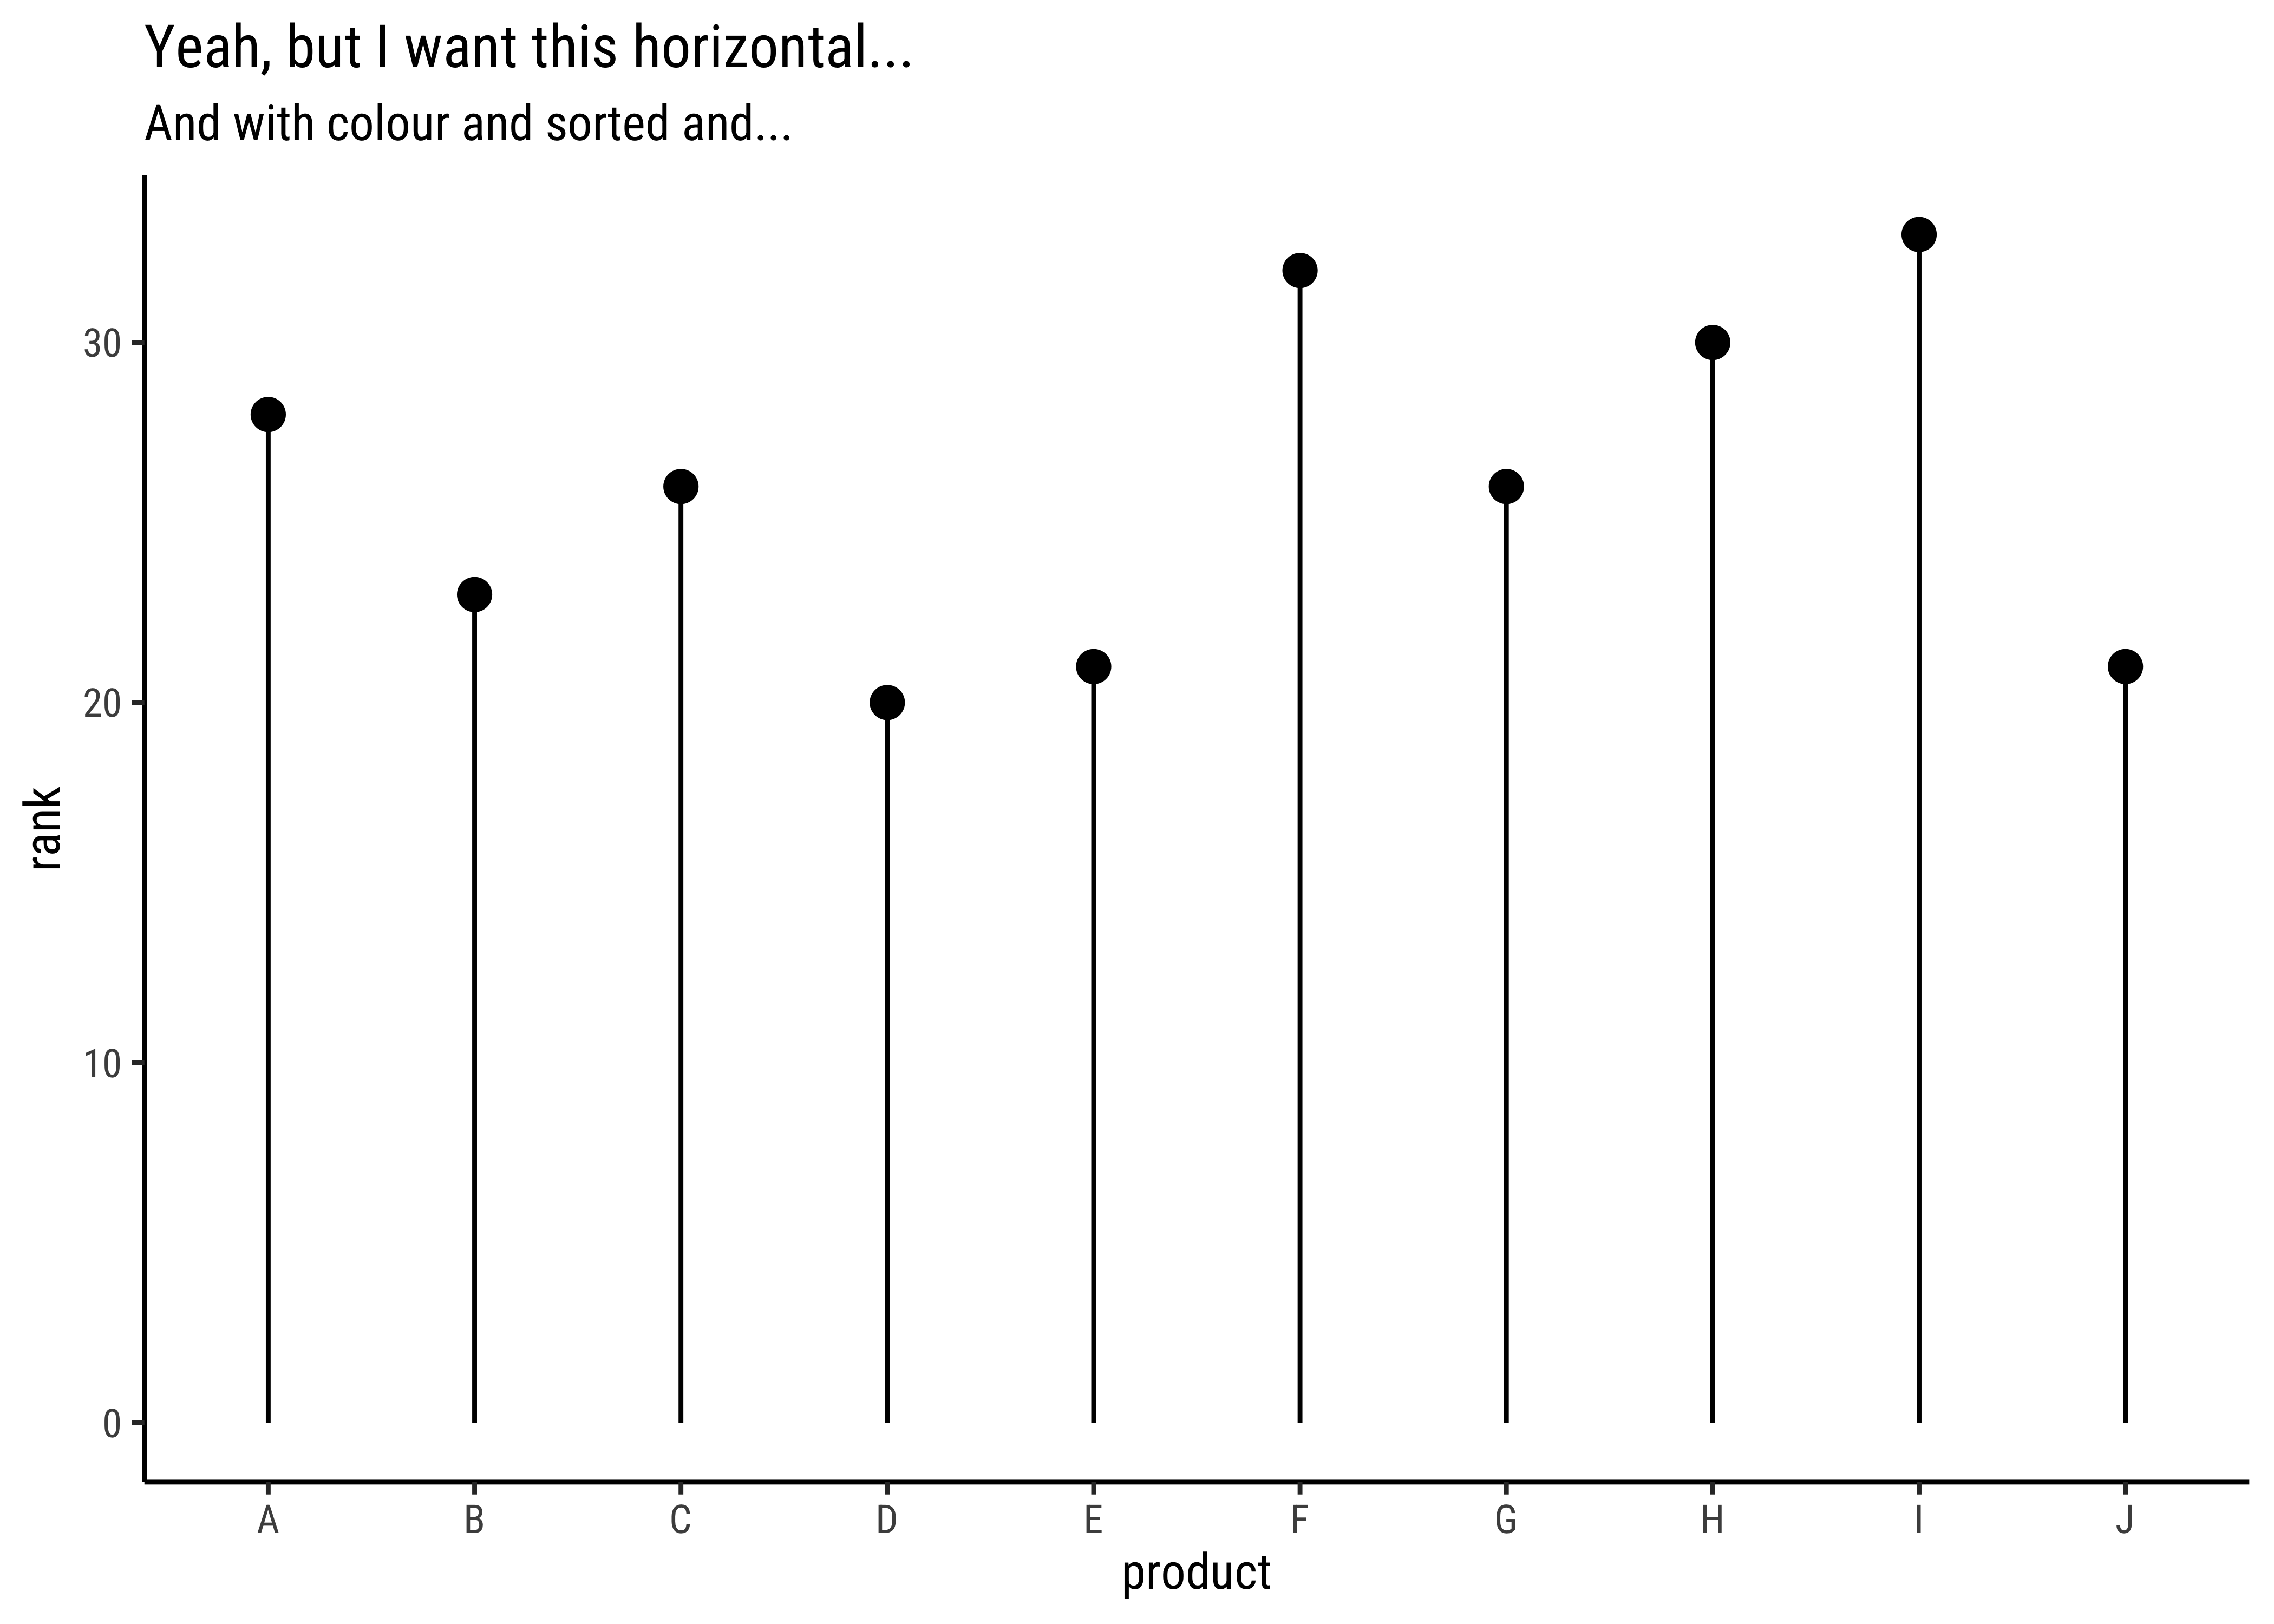 Yeah, but I want this horizontal...
And with colour and sorted and...
30
20
10
0
rank
A B C D E F G H I J
product